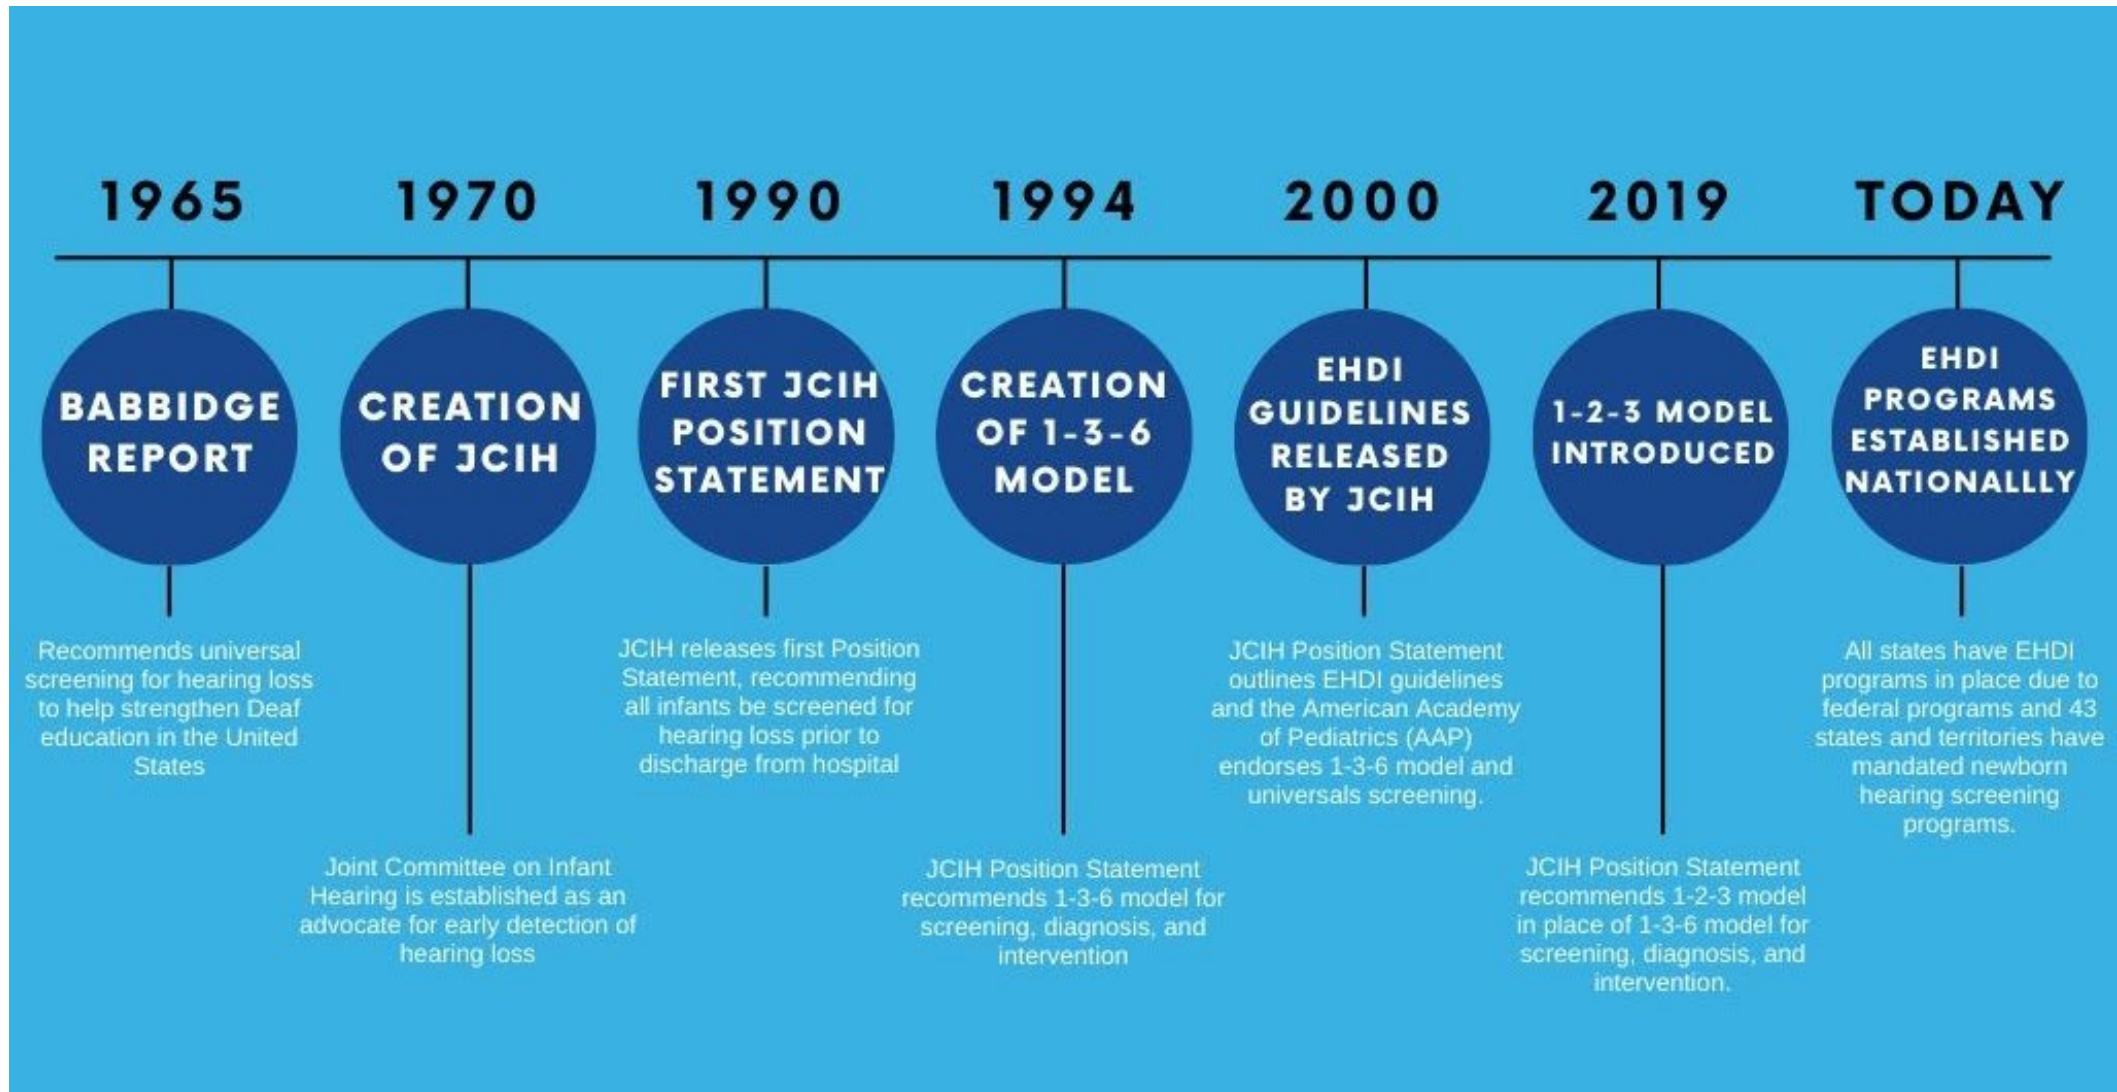 1965
1970
1990
1994
2000
2019
TODAY
BABBIDGE
REPORT
CREATION
OF JCIH
FIRST JCIH
POSITION
STATEMENT
CREATION
OF 1-3-6
MODEL
EHDI
GUIDELINES
RELEASED
BY JCIH
1-2-3 MODEL
INTRODUCED
EHDI
PROGRAMS
ESTABLISHED
NATIONALLLY
Recommends universal
screening for hearing loss
to help strengthen Deaf
education in the United
States
Joint Committee on Infant
Hearing is established as an
advocate for early detection of
hearing loss
JCIH releases first Position
Statement, recommending
all infants be screened for
hearing loss prior to
discharge from hospital
JCIH Position Statement
recommends 1-3-6 model for
screening, diagnosis, and
intervention
JCIH Position Statement
outlines EHDI guidelines
and the American Academy
of Pediatrics (AAP)
endorses 1-3-6 model and
universals screening.
JCIH Position Statement
recommends 1-2-3 model
in place of 1-3-6 model for
screening, diagnosis, and
intervention.
All states have EHDI
programs in place due to
federal programs and 43
states and territories have
mandated newborn
hearing screening
programs.